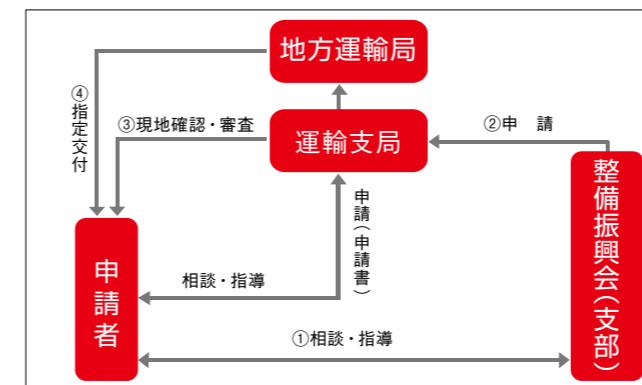 地方運輸局
④指定交付
③現地確認・審査
運輸支局
②申　請
整備振興会(支部)
申請(申請書)
申請者
相談・指導
①相談・指導